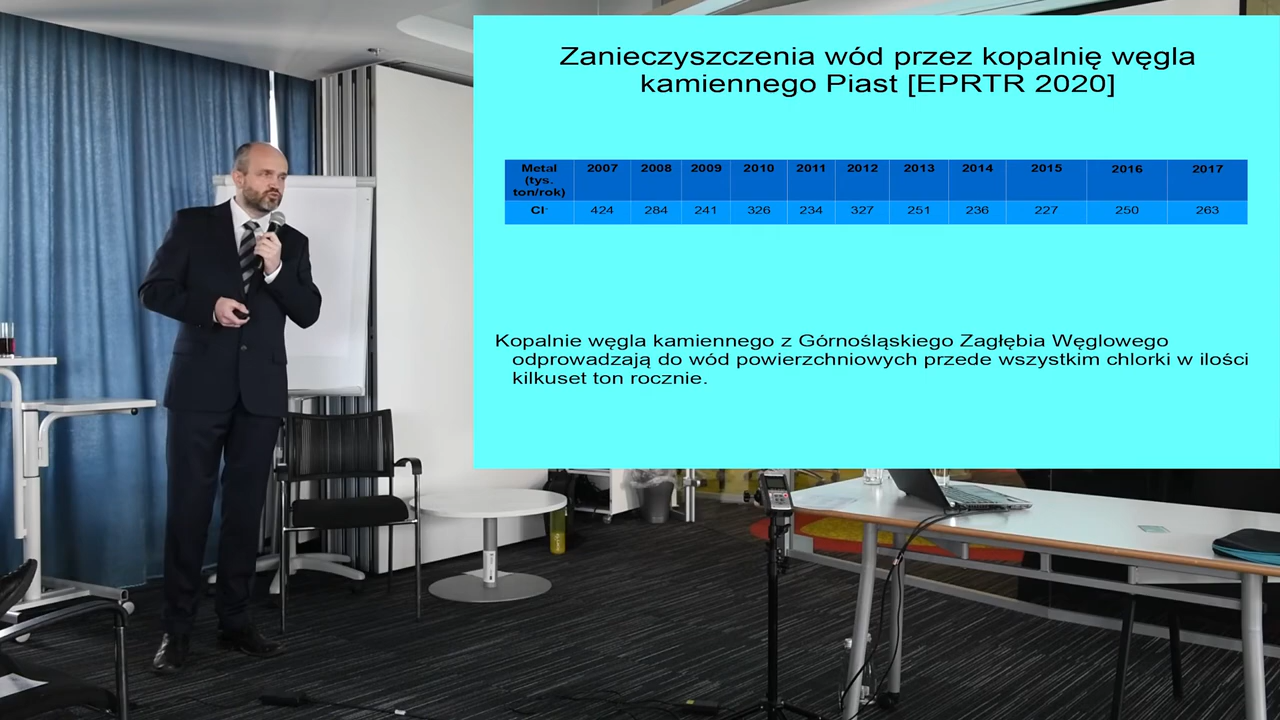 Zanieczyszczenia wód przez kopalnię węgla
kamiennego Piast [EPRTR 2020]
Metal (tys. ton/rok) 2007 2008 2009 2010 2011 2012 2013 2014 2015 2016 2017
Cl- 424 284 241 326 234 327 251 236 227 250 263
Kopalnie węgla kamiennego z Górnośląskiego Zagłębia Węglowego
odprowadzają do wód powierzchniowych przede wszystkim chlorki w ilości
kilkuset ton rocznie.